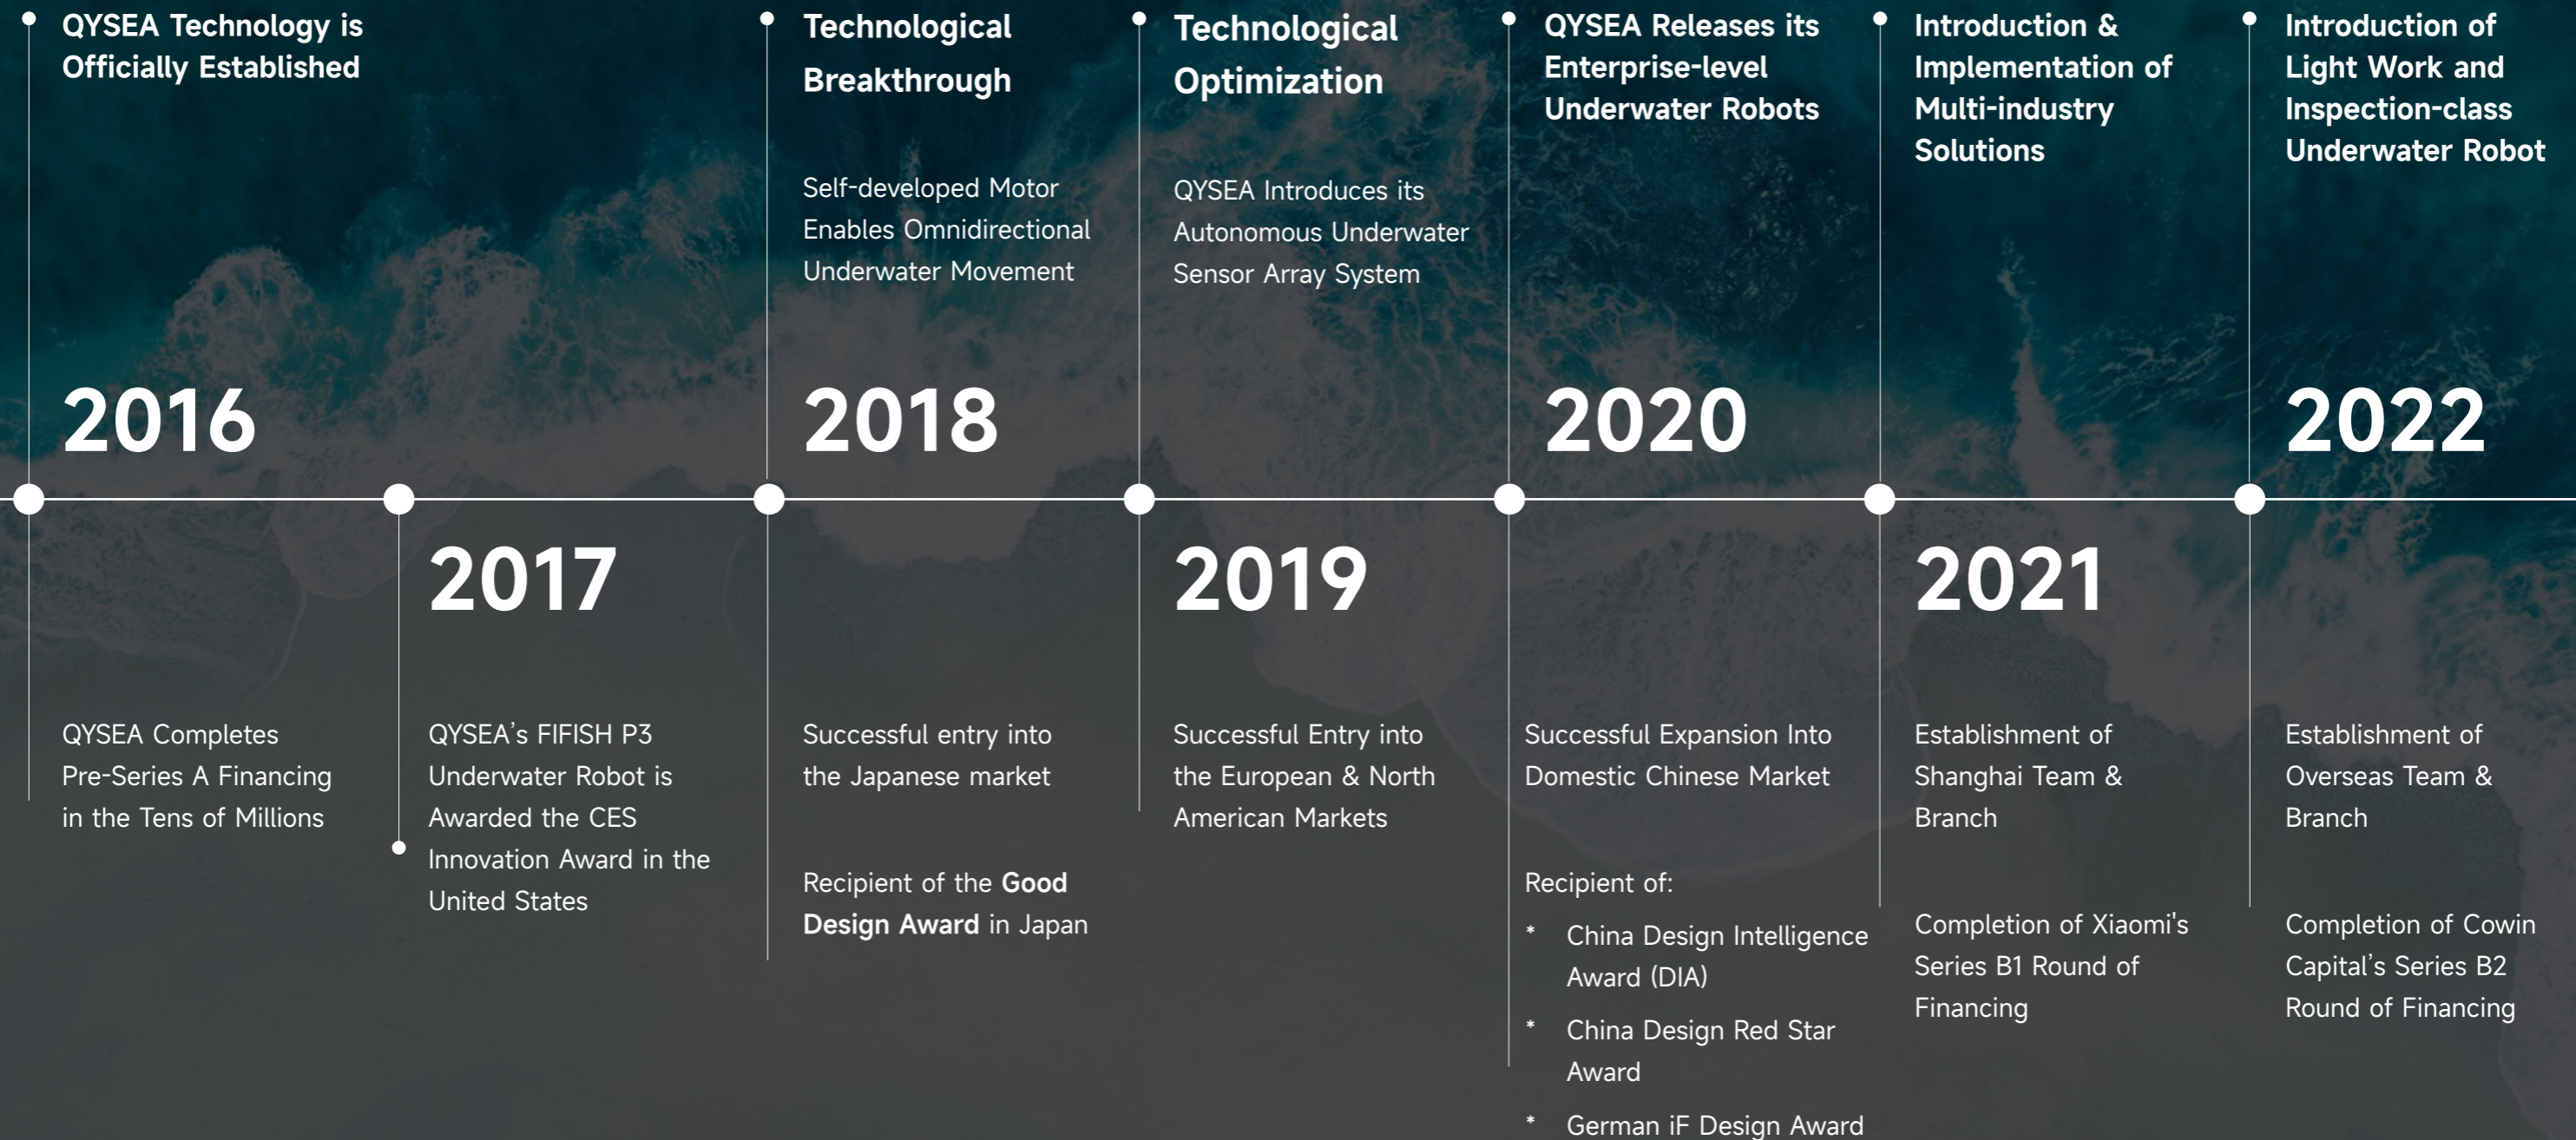 QYSEA Technology is
Officially Established
2016
QYSEA Completes
Pre-Series A Financing
in the Tens of Millions
2017
QYSEA's FIFISH P3
Underwater Robot is
Awarded the CES
Innovation Award in the
United States
Technological
Breakthrough
Self-developed Motor
Enables Omnidirectional
Underwater Movement
2018
Successful entry into
the Japanese market
Recipient of the Good
Design Award in Japan
Technological
Optimization
QYSEA Introduces its
Autonomous Underwater
Sensor Array System
2019
Successful Entry into
the European & North
American Markets
QYSEA Releases its
Enterprise-level
Underwater Robots
2020
Successful Expansion Into
Domestic Chinese Market
Recipient of:
* China Design Intelligence
Award (DIA)
* China Design Red Star
Award
* German iF Design Award
Introduction &
Implementation of
Multi-industry
Solutions
2021
Establishment of
Shanghai Team &
Branch
Completion of Xiaomi's
Series B1 Round of
Financing
Introduction of
Light Work and
Inspection-class
Underwater Robot
2022
Establishment of
Overseas Team &
Branch
Completion of Cowin
Capital's Series B2
Round of Financing